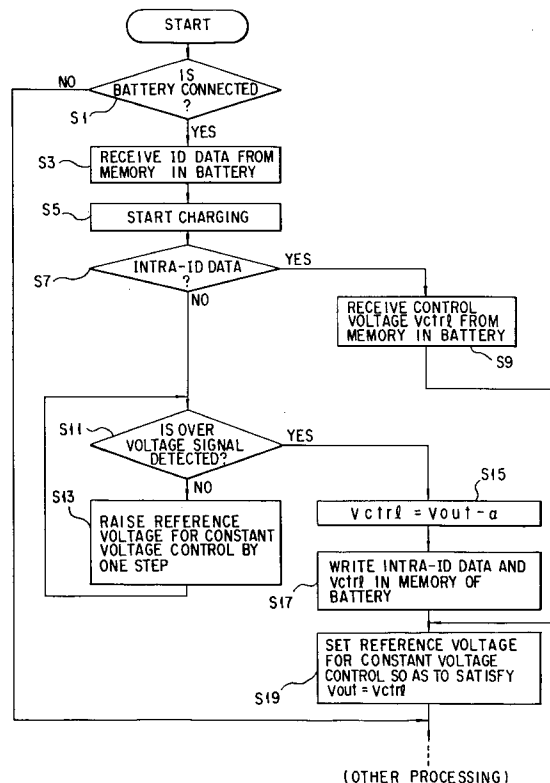 START
IS
BATTERY CONNECTED
?
NO
S1
YES
S3
RECEIVE ID DATA FROM
MEMORY IN BATTERY
S5
START CHARGING
S7
INTRA-ID DATA
?
YES
NO
RECEIVE CONTROL
VOLTAGE Vctrℓ FROM
MEMORY IN BATTERY
S9
S11
IS OVER
VOLTAGE SIGNAL
DETECTED?
YES
NO
S13
RAISE REFERENCE
VOLTAGE FOR CONSTANT
VOLTAGE CONTROL BY
ONE STEP
S15
Vctrℓ = Vout-α
WRITE INTRA-ID DATA AND
Vctrℓ IN MEMORY OF
BATTERY
S17
SET REFERENCE VOLTAGE
FOR CONSTANT VOLTAGE
CONTROL SO AS TO SATISFY
Vout = Vctrℓ
S19
(OTHER PROCESSING)